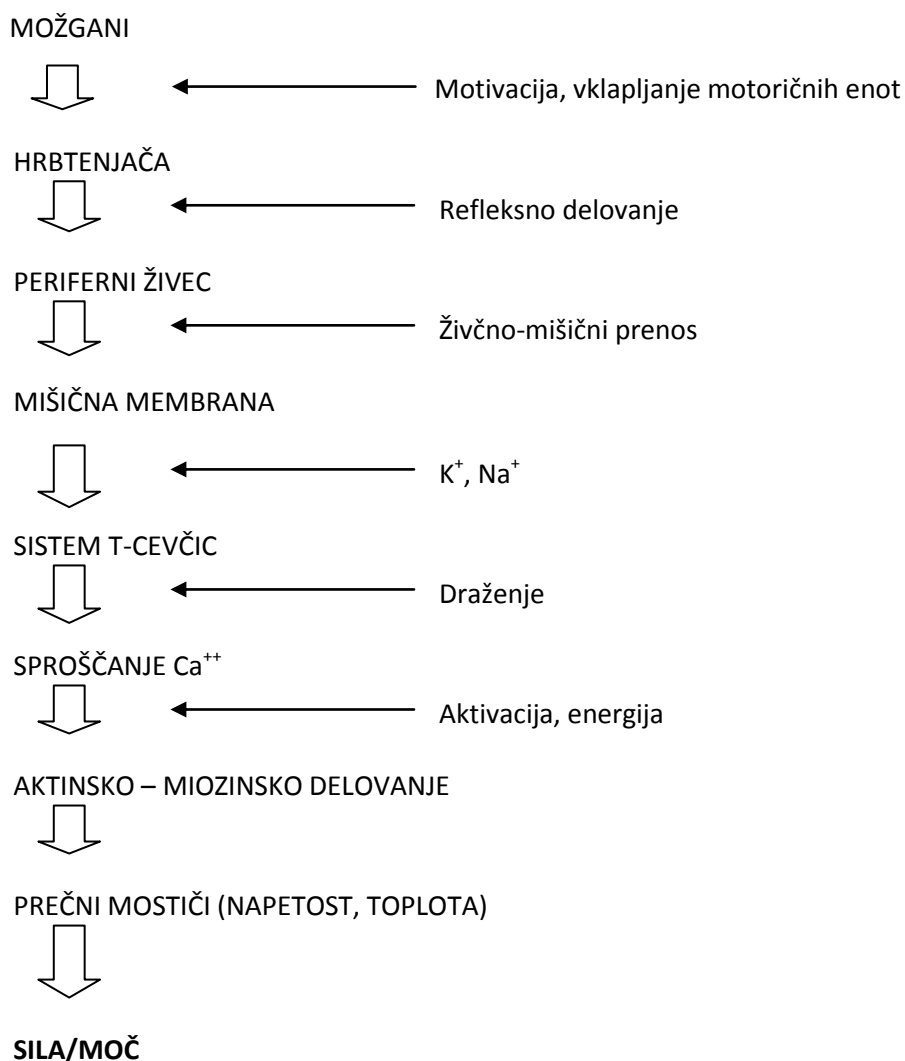 MOŽGANI
Motivacija, vklapljanje motoričnih enot
HRBTENJAČA
Refleksno delovanje
PERIFERNI ŽIVEC
Živčno-mišični prenos
MIŠIČNA MEMBRANA
K⁺, Na⁺
SISTEM T-CEVČIC
Draženje
SPROŠČANJE Ca⁺⁺
Aktivacija, energija
AKTINSKO – MIOZINSKO DELOVANJE
PREČNI MOSTIČI (NAPETOST, TOPLOTA)
SILA/MOČ